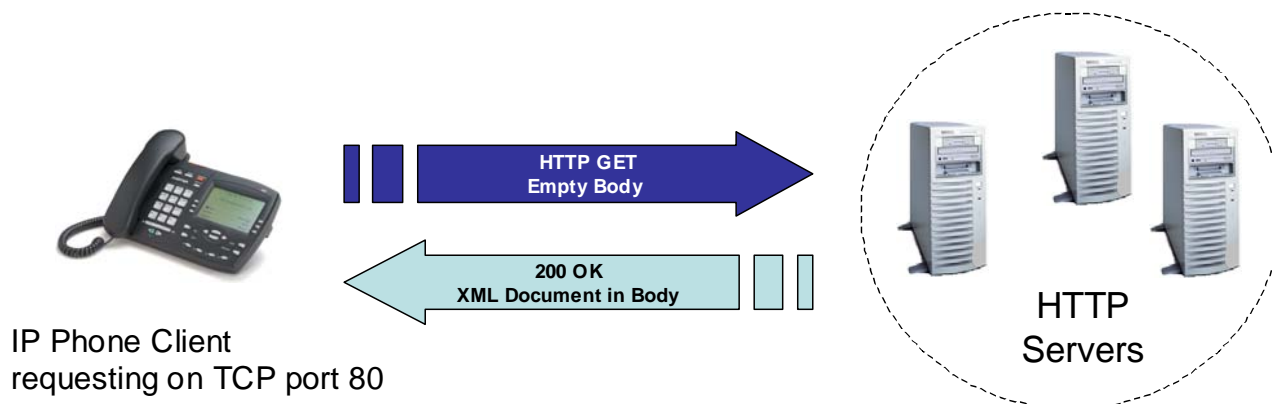 HTTP GET
Empty Body
200 OK
XML Document in Body
IP Phone Client
requesting on TCP port 80
HTTP
Servers